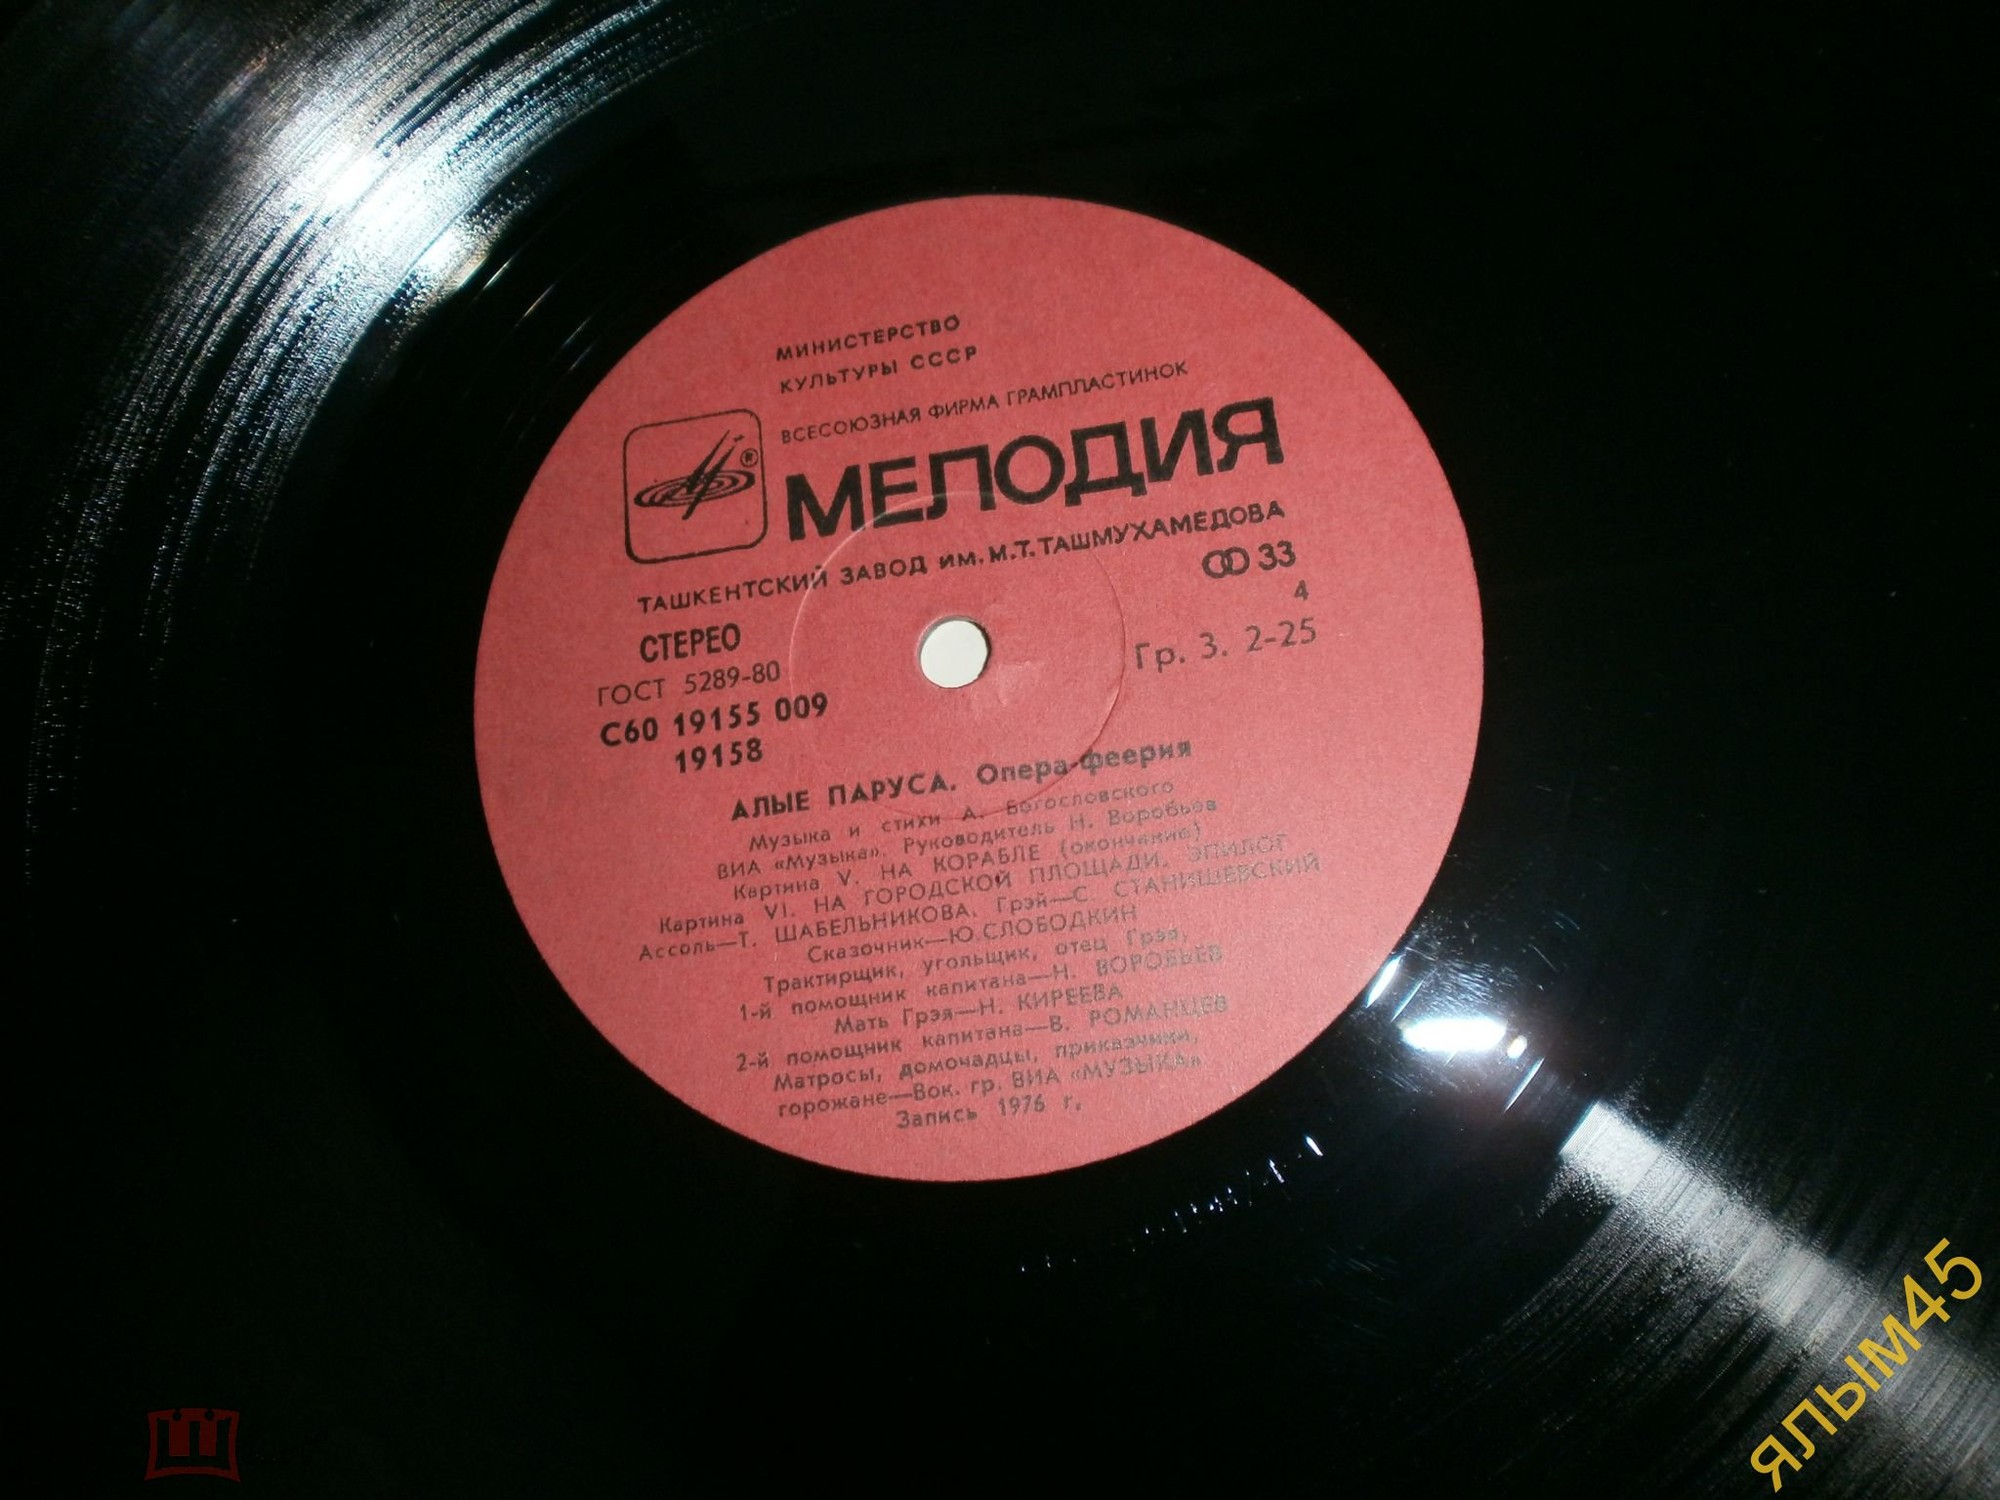 МИНИСТЕРСТВО
КУЛЬТУРЫ СССР
ВСЕСОЮЗНАЯ ФИРМА ГРАМПЛАСТИНОК
®
МЕЛОДИЯ
ТАШКЕНТСКИЙ ЗАВОД ИМ. М.Т.ТАШМУХАМЕДОВА
СТЕРЕО
33
ГОСТ 5289-80
4
С60 19155 009
Гр. 3. 2-25
19158
АЛЫЕ ПАРУСА. Опера-феерия
Музыка и стихи А. Богословского
ВИА «Музыка». Руководитель Н. Воробьев
Картина V. НА КОРАБЛЕ (окончание)
Картина VI. НА ГОРОДСКОЙ ПЛОЩАДИ. ЭПИЛОГ
Ассоль—Т. ШАБЕЛЬНИКОВА. Грэй—С. СТАНИШЕВСКИЙ
Сказочник—Ю.СЛОБОДКИН
Трактирщик, угольщик, отец Грэя,
1-й помощник капитана—Н. ВОРОБЬЕВ
Мать Грэя—Н. КИРЕЕВА
2-й помощник капитана—В. РОМАНЦЕВ
Матросы, домочадцы, приказчики,
горожане—Вок. гр. ВИА «МУЗЫКА»
Запись 1976 г.
ялым45